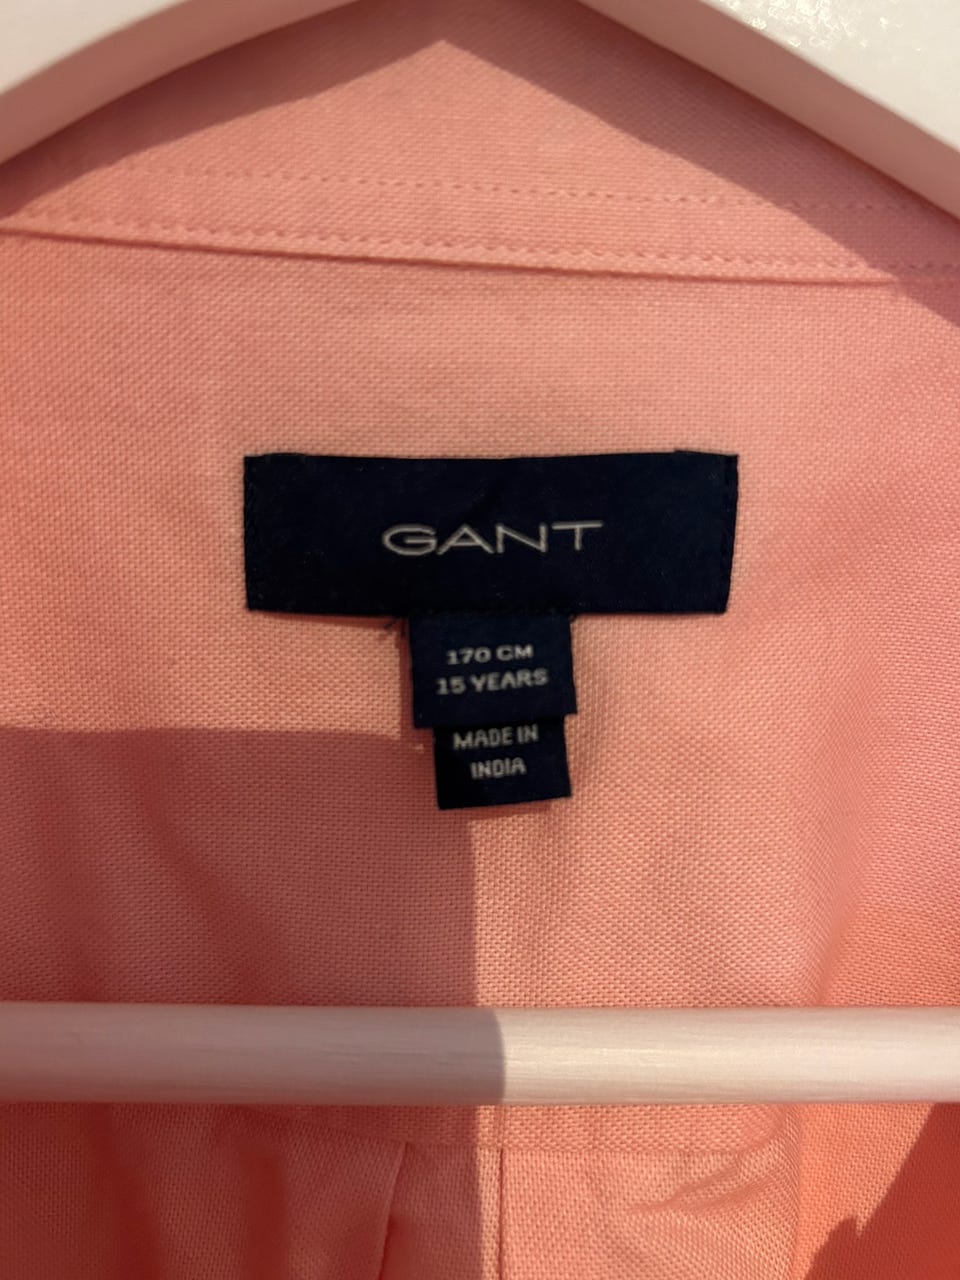 GANT
170 CM
15 YEARS
MADE IN
INDIA